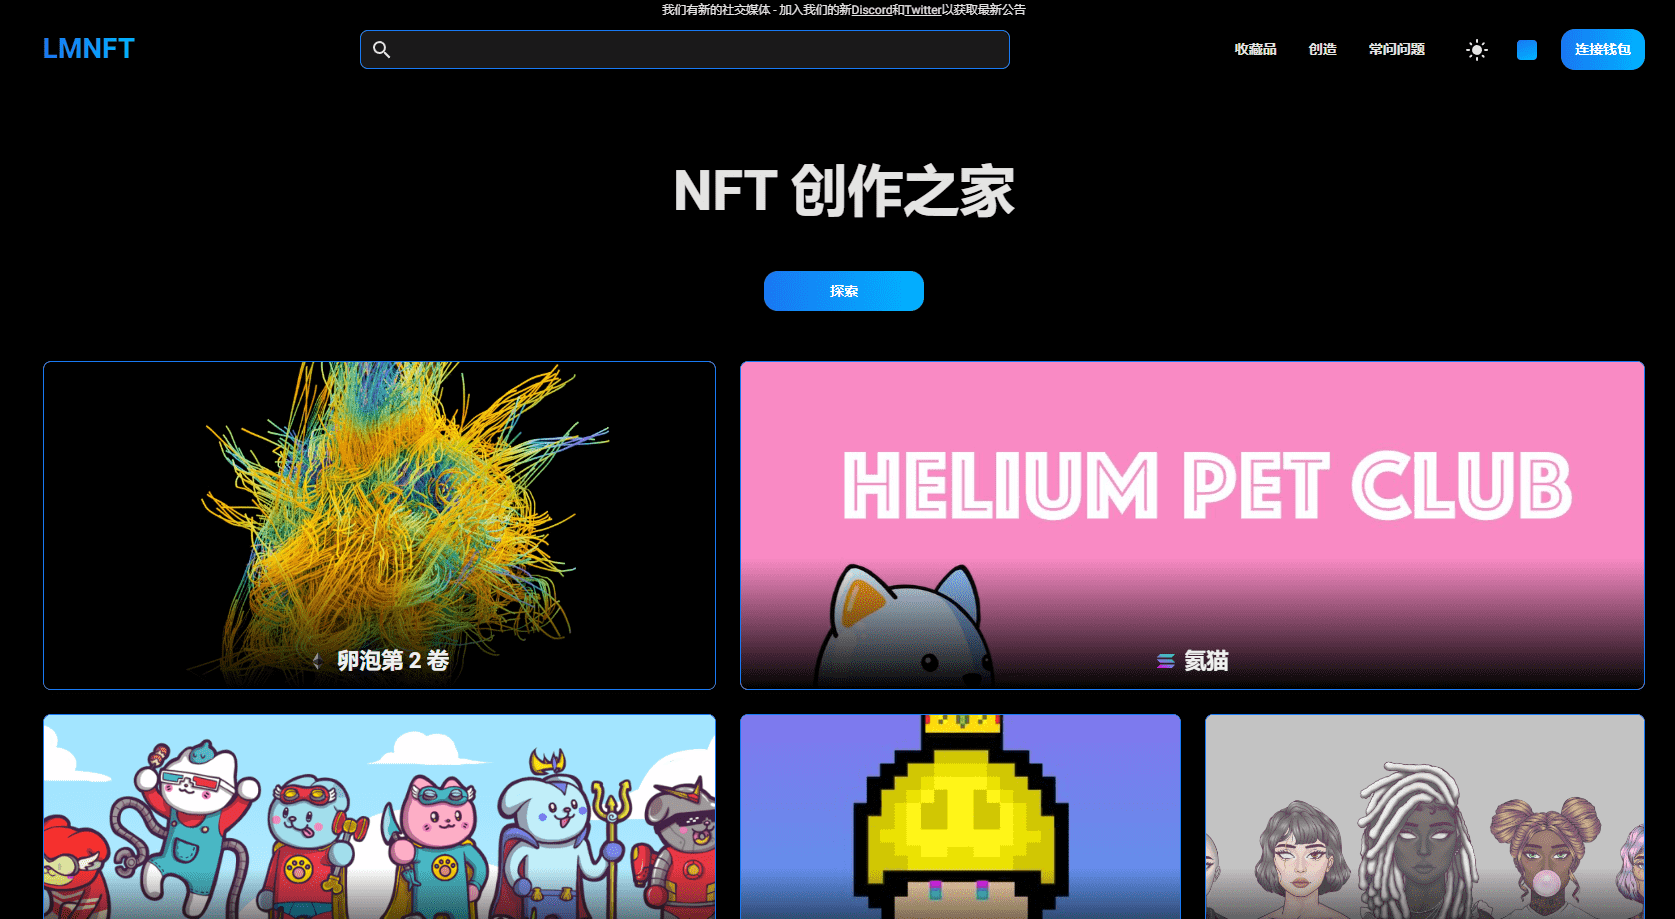 我们有新的社交媒体 - 加入我们的新Discord和Twitter以获取最新公告
LMNFT
收藏品
创造
常问问题
连接钱包
NFT 创作之家
探索
HELIUM PET CLUB
卵泡第 2 卷
氦猫